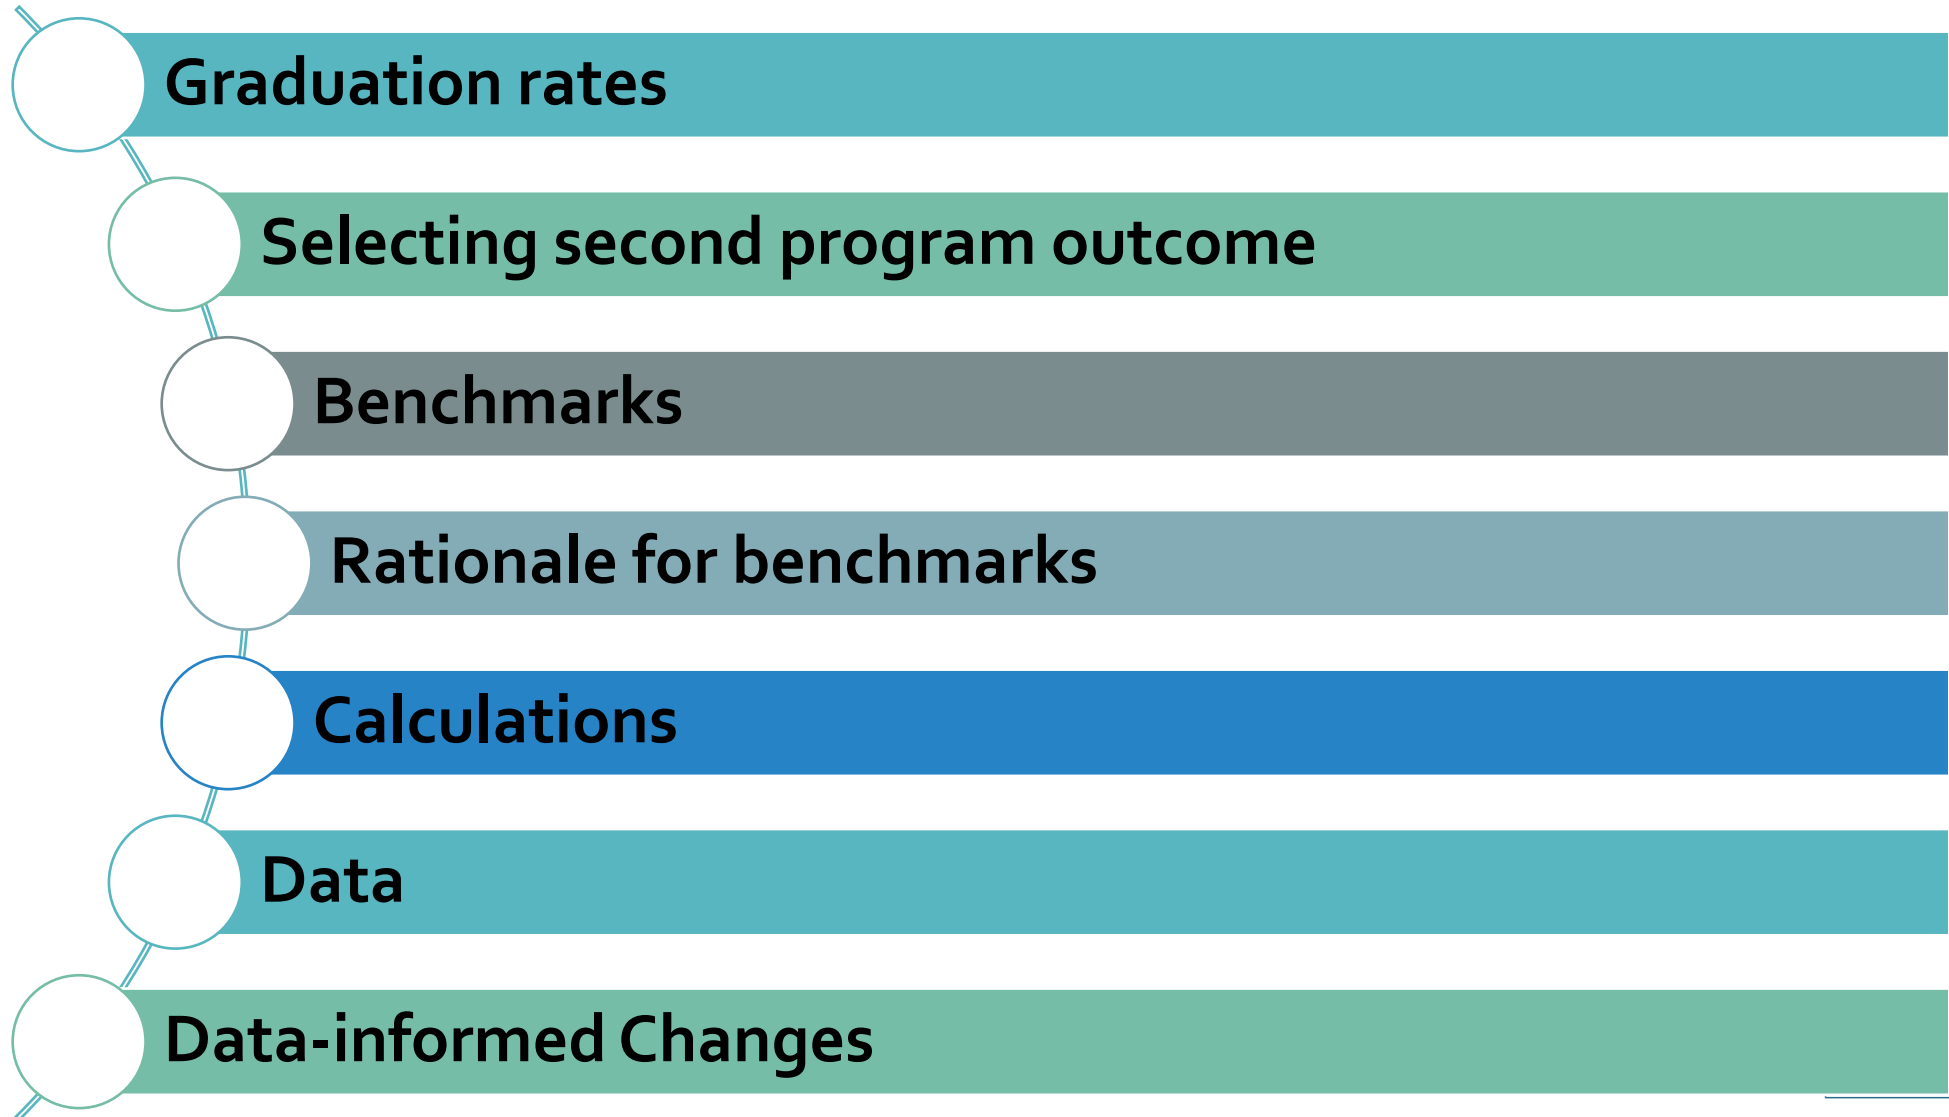 Graduation rates
Selecting second program outcome
Benchmarks
Rationale for benchmarks
Calculations
Data
Data-informed Changes